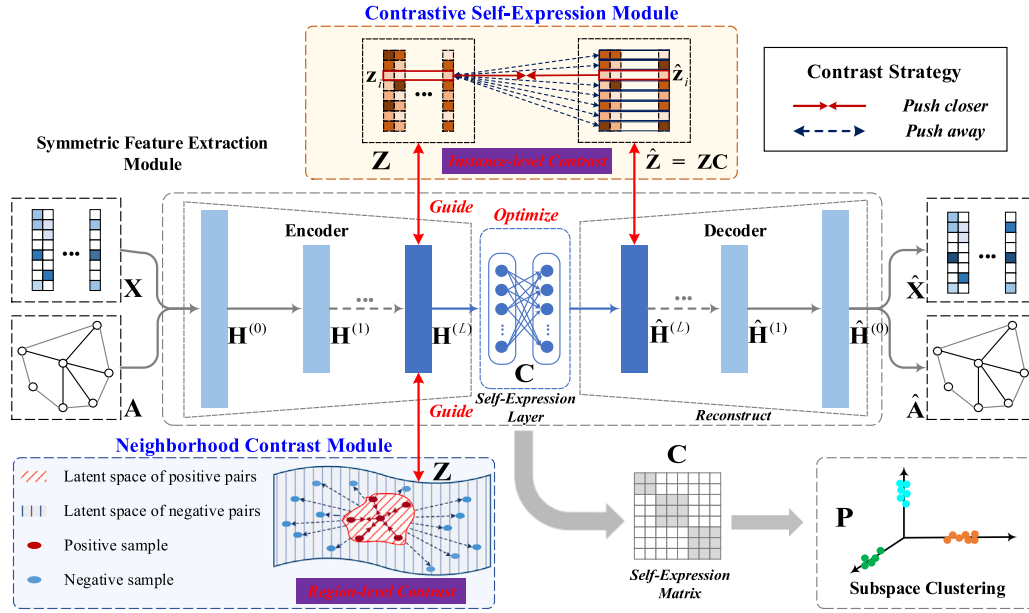 Contrastive Self-Expression Module
z_i
...
ẑ_i
Z
Instance-level Contrast
Ẑ = ZC
Contrast Strategy
Push closer
Push away
Symmetric Feature Extraction
Module
Guide
Optimize
Encoder
Decoder
...
X
...
X̂
A
H^(0)
H^(1)
...
H^(L)
C
Self-Expression
Layer
Ĥ^(L)
...
Ĥ^(1)
Ĥ^(0)
Reconstruct
Â
Guide
Neighborhood Contrast Module
Z
Latent space of positive pairs
Latent space of negative pairs
Positive sample
Negative sample
Region-level Contrast
C
Self-Expression
Matrix
P
Subspace Clustering